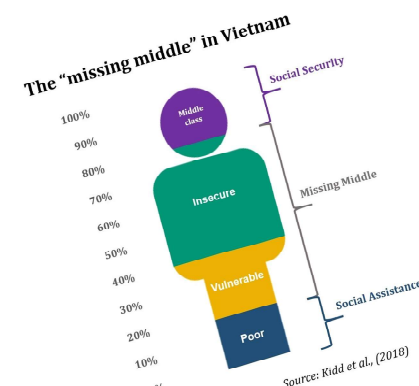 The “missing middle” in Vietnam
Social Security
100%
Middle
class
90%
80%
70%
Insecure
Missing Middle
60%
50%
40%
Vulnerable
30%
Social Assistance
20%
Poor
10%
%
Source: Kidd et al., (2018)